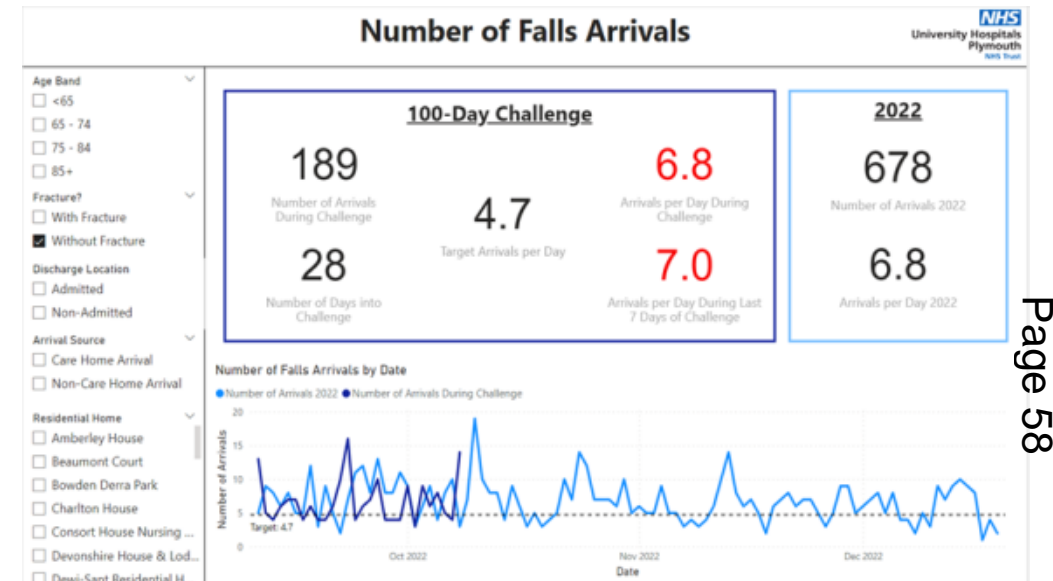 Number of Falls Arrivals
NHS
University Hospitals
Plymouth
NHS Trust
Age Band
<65
65 - 74
75 - 84
85+
Fracture?
With Fracture
Without Fracture
Discharge Location
Admitted
Non-Admitted
Arrival Source
Care Home Arrival
Non-Care Home Arrival
Residential Home
Amberley House
Beaumont Court
Bowden Derra Park
Charlton House
Consort House Nursing ...
Devonshire House & Lod...
Dewi-Sant Residential H
100-Day Challenge
189
Number of Arrivals
During Challenge
28
Number of Days into
Challenge
4.7
Target Arrivals per Day
6.8
Arrivals per Day During
Challenge
7.0
Arrivals per Day During Last
7 Days of Challenge
2022
678
Number of Arrivals 2022
6.8
Arrivals per Day 2022
Number of Falls Arrivals by Date
Number of Arrivals 2022 Number of Arrivals During Challenge
Number of Arrivals
20
15
10
5
0
Target: 4.7
Oct 2022 Nov 2022 Dec 2022
Date
Page 58